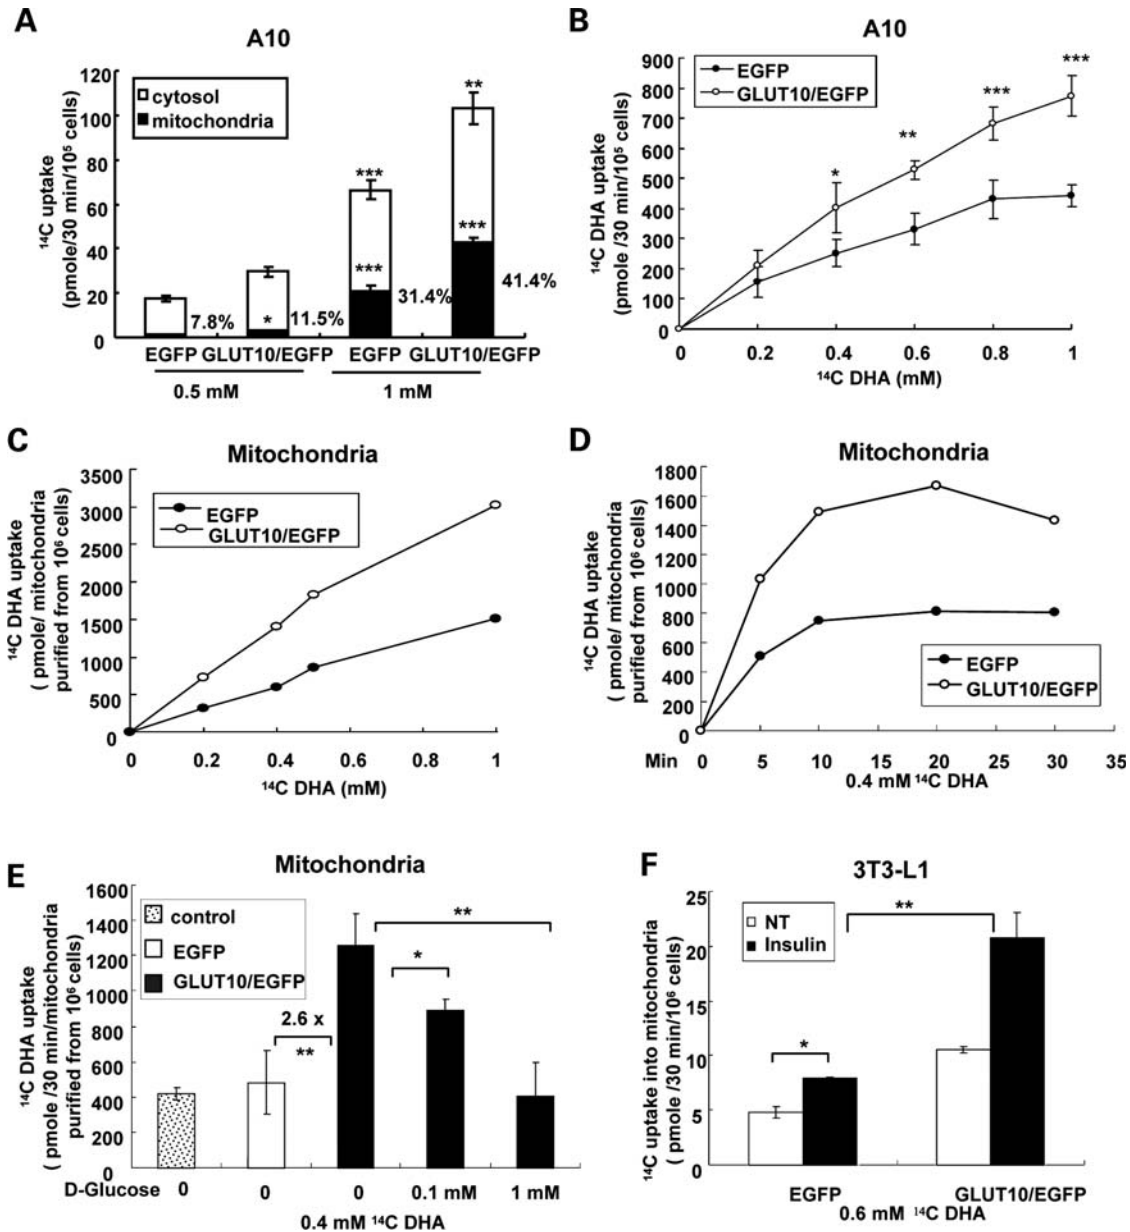 A
A10
120
100
80
60
40
20
0
¹⁴C uptake
(pmole/30 min/10⁵ cells)
cytosol
mitochondria
**
***
***
***
*
7.8%
11.5%
31.4%
41.4%
EGFP GLUT10/EGFP EGFP GLUT10/EGFP
0.5 mM 1 mM
B
A10
900
800
700
600
500
400
300
200
100
0
¹⁴C DHA uptake
(pmole /30 min/10⁵ cells)
EGFP
GLUT10/EGFP
*
**
***
***
0 0.2 0.4 0.6 0.8 1
¹⁴C DHA (mM)
C
Mitochondria
3500
3000
2500
2000
1500
1000
500
0
¹⁴C DHA uptake
( pmole/ mitochondria
purified from 10⁶ cells)
EGFP
GLUT10/EGFP
0 0.2 0.4 0.6 0.8 1
¹⁴C DHA (mM)
D
Mitochondria
1800
1600
1400
1200
1000
800
600
400
200
0
¹⁴C DHA uptake
( pmole/ mitochondria
purified from 10⁶ cells)
EGFP
GLUT10/EGFP
Min 0 5 10 15 20 25 30 35
0.4 mM ¹⁴C DHA
E
Mitochondria
1600
1400
1200
1000
800
600
400
200
0
¹⁴C DHA uptake
( pmole /30 min/mitochondria
purified from 10⁶ cells)
control
EGFP
GLUT10/EGFP
2.6 x
**
*
**
D-Glucose 0 0 0 0.1 mM 1 mM
0.4 mM ¹⁴C DHA
F
3T3-L1
25
20
15
10
5
0
¹⁴C uptake into mitochondria
( pmole /30 min/10⁶ cells)
NT
Insulin
*
**
EGFP GLUT10/EGFP
0.6 mM ¹⁴C DHA